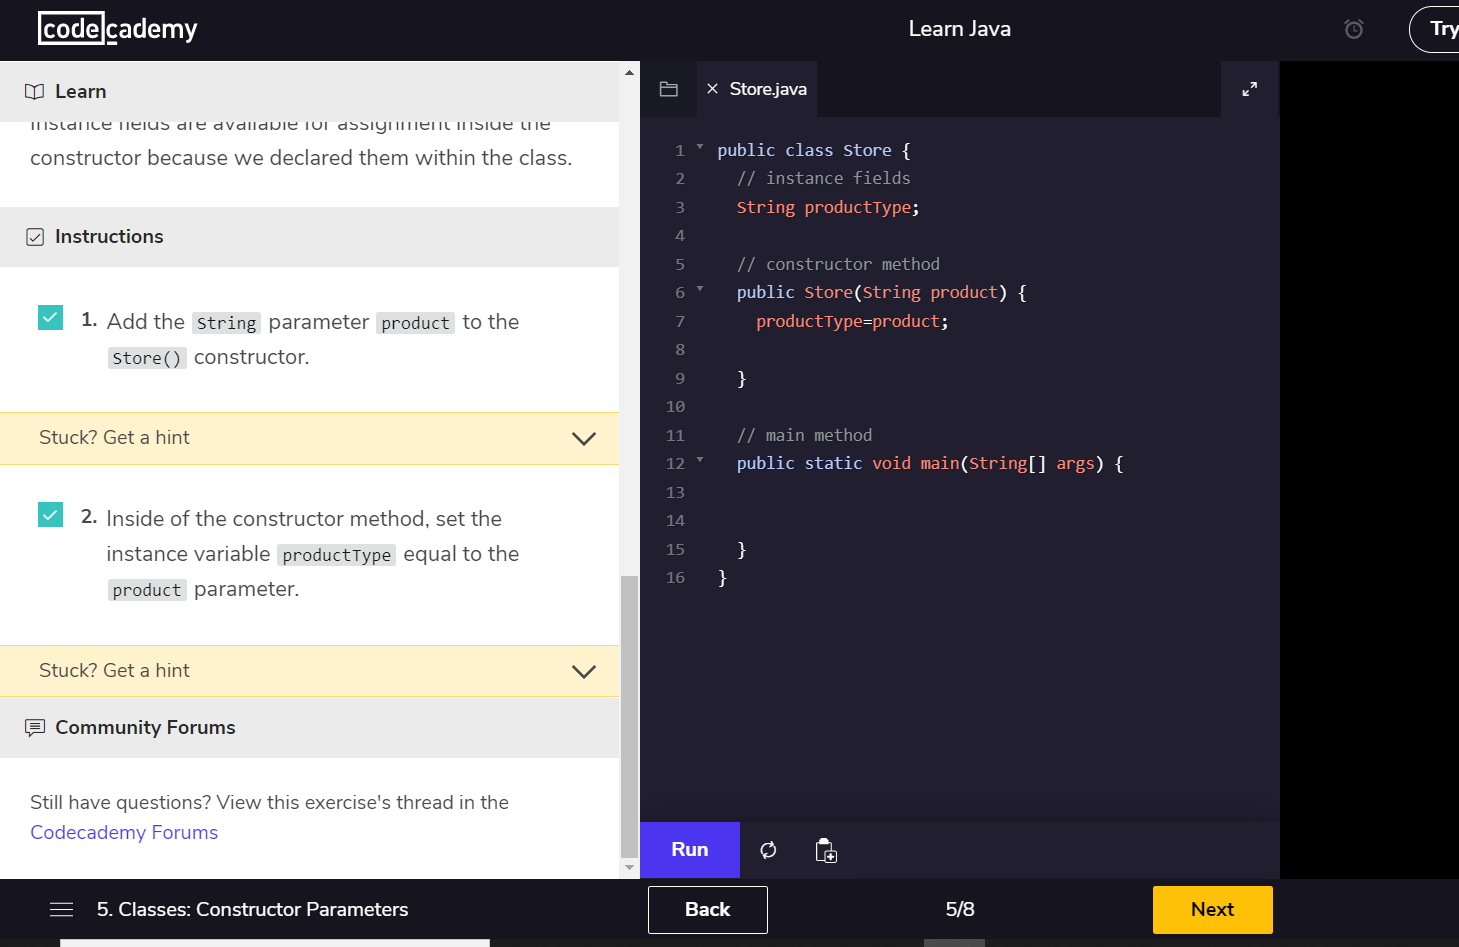 codecademy
Learn Java
Try
Learn
instance fields are available for assignment inside the
constructor because we declared them within the class.
Instructions
1. Add the String parameter product to the
Store() constructor.
Stuck? Get a hint
2. Inside of the constructor method, set the
instance variable productType equal to the
product parameter.
Stuck? Get a hint
Community Forums
Still have questions? View this exercise's thread in the
Codecademy Forums
Store.java
1 public class Store {
2 // instance fields
3 String productType;
4
5 // constructor method
6 public Store(String product) {
7 productType=product;
8
9 }
10
11 // main method
12 public static void main(String[] args) {
13
14
15 }
16 }
Run
5. Classes: Constructor Parameters
Back
5/8
Next